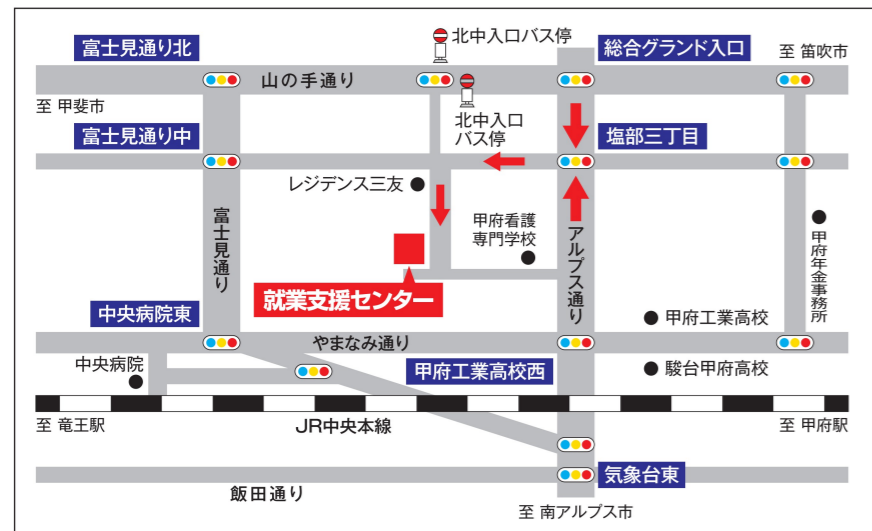 北中入口バス停
富士見通り北
総合グランド入口
至 笛吹市
山の手通り
至 甲斐市
北中入口
バス停
富士見通り中
塩部三丁目
レジデンス三友
富士見通り
甲府看護
専門学校
アルプス通り
甲府年金事務所
就業支援センター
中央病院東
甲府工業高校
やまなみ通り
中央病院
甲府工業高校西
駿台甲府高校
至 竜王駅
JR中央本線
至 甲府駅
気象台東
飯田通り
至 南アルプス市